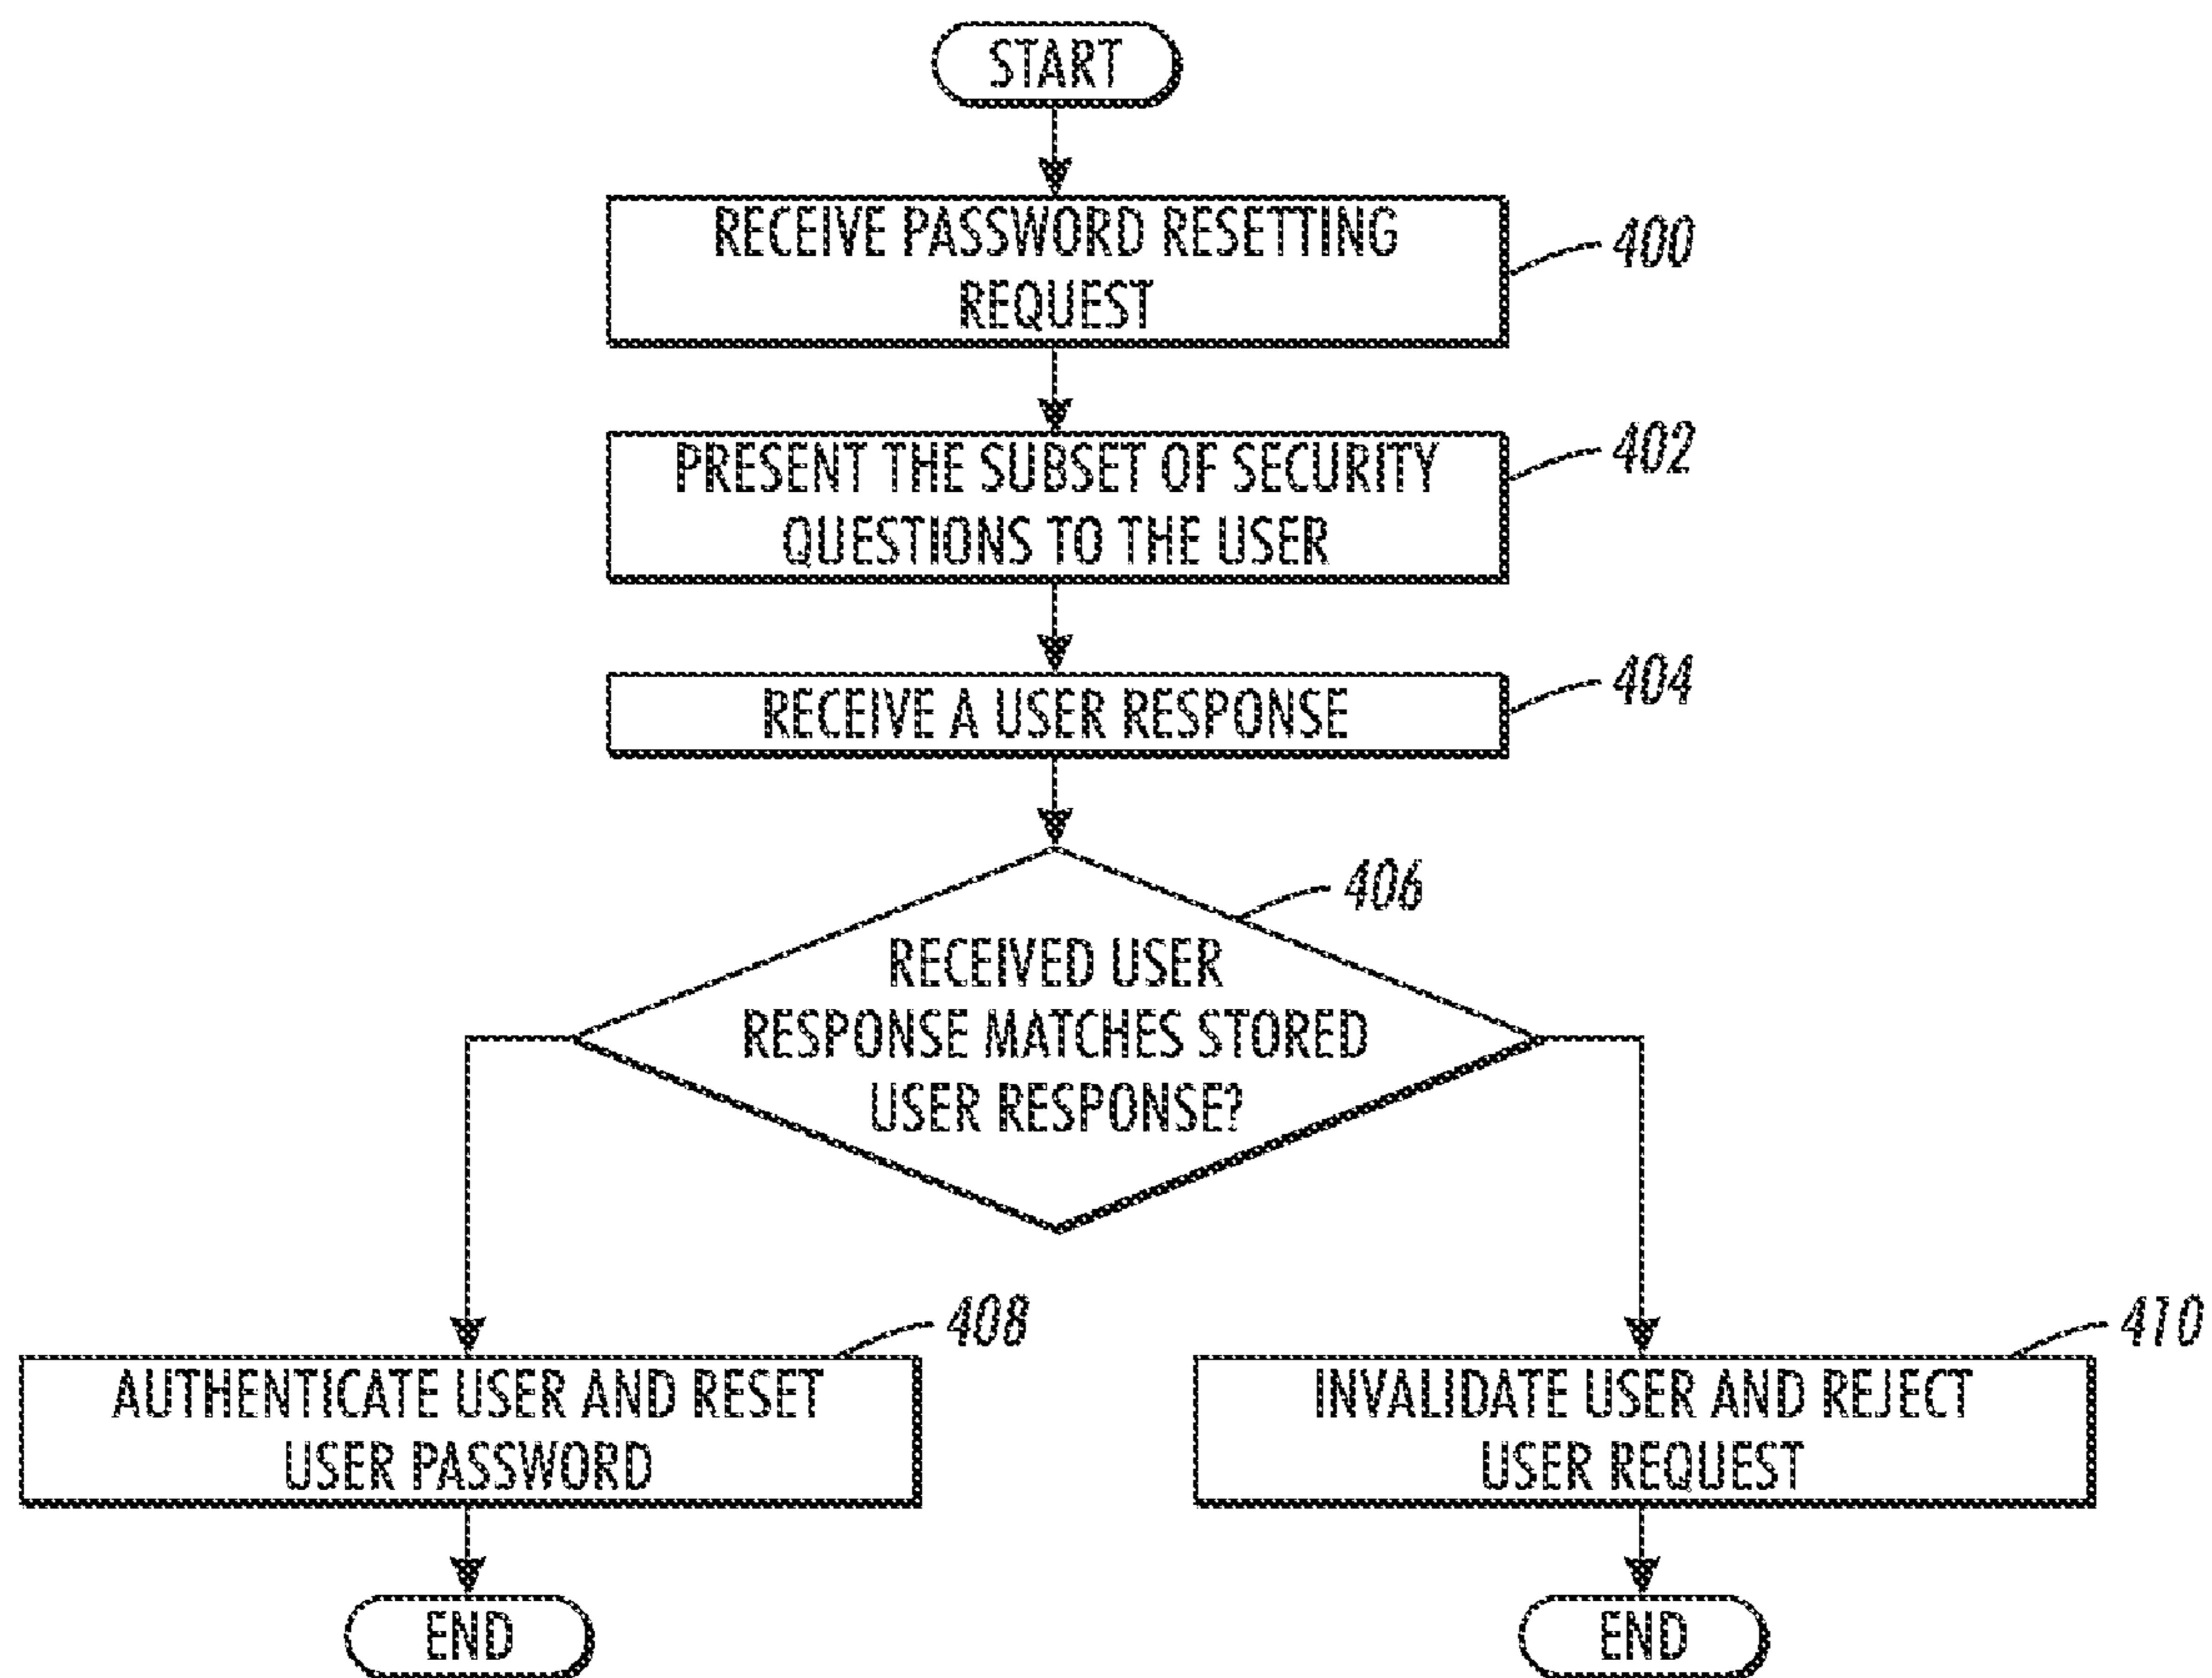 START
RECEIVE PASSWORD RESETTING
REQUEST
400
PRESENT THE SUBSET OF SECURITY
QUESTIONS TO THE USER
402
RECEIVE A USER RESPONSE
404
406
RECEIVED USER
RESPONSE MATCHES STORED
USER RESPONSE?
408
AUTHENTICATE USER AND RESET
USER PASSWORD
410
INVALIDATE USER AND REJECT
USER REQUEST
END
END